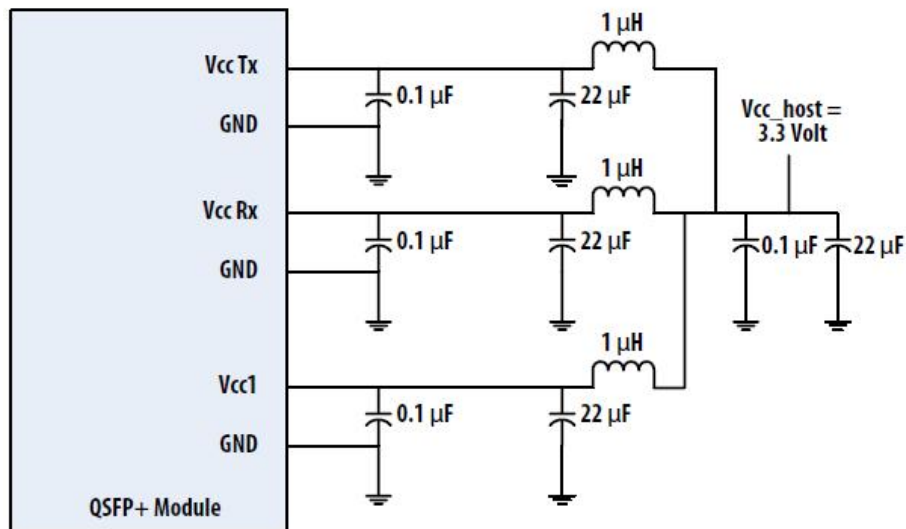 1 µH
Vcc Tx
0.1 µF
22 µF
GND
Vcc_host =
3.3 Volt
1 µH
Vcc Rx
0.1 µF
22 µF
0.1 µF
22 µF
GND
1 µH
Vcc1
0.1 µF
22 µF
GND
QSFP+ Module